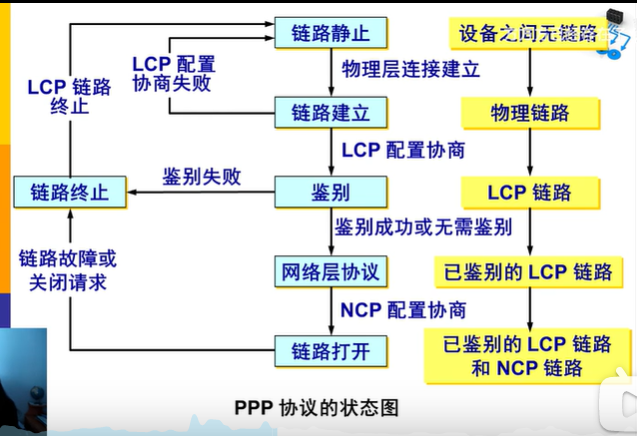 链路静止
设备之间无链路
LCP 配置
协商失败
物理层连接建立
LCP 链路
终止
链路建立
物理链路
LCP 配置协商
鉴别失败
链路终止
鉴别
LCP 链路
鉴别成功或无需鉴别
链路故障或
关闭请求
网络层协议
已鉴别的 LCP 链路
NCP 配置协商
链路打开
已鉴别的 LCP 链路
和 NCP 链路
PPP 协议的状态图